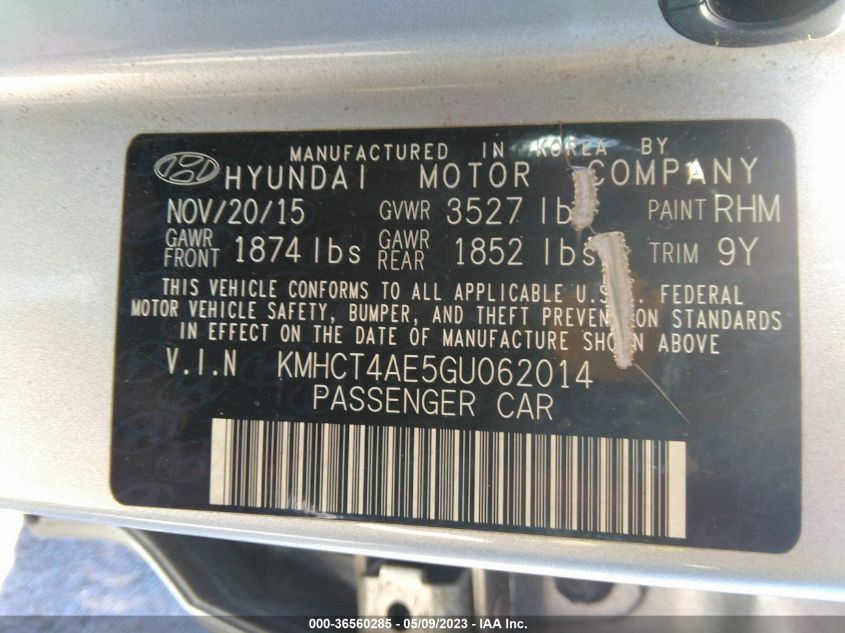 MANUFACTURED IN KOREA BY
HYUNDAI MOTOR COMPANY
NOV/20/15 GVWR 3527 lb PAINT RHM
GAWR FRONT 1874 lbs GAWR REAR 1852 lbs TRIM 9Y
THIS VEHICLE CONFORMS TO ALL APPLICABLE U.S. FEDERAL
MOTOR VEHICLE SAFETY, BUMPER, AND THEFT PREVENTION STANDARDS
IN EFFECT ON THE DATE OF MANUFACTURE SHOWN ABOVE
V.I.N KMHCT4AE5GU062014
PASSENGER CAR
000-36560285 - 05/09/2023 - IAA Inc.